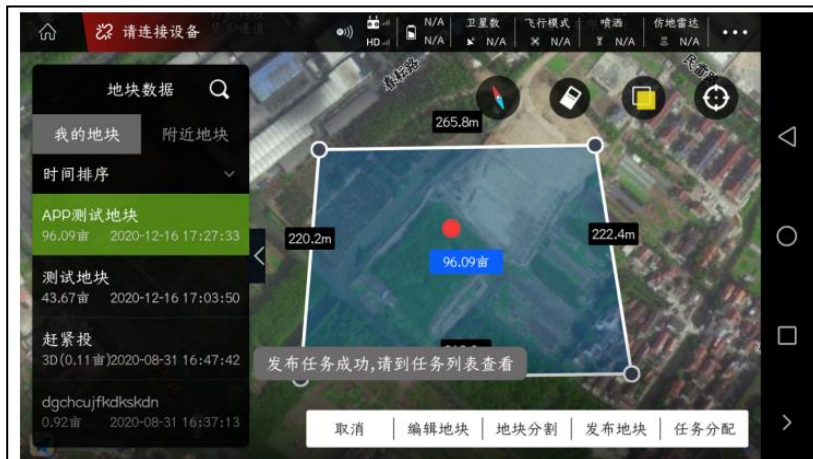 请连接设备
HD
N/A
N/A
卫星数
N/A
飞行模式
N/A
喷洒
N/A
仿地雷达
N/A
地块数据
我的地块 附近地块
时间排序
APP测试地块
96.09亩 2020-12-16 17:27:33
测试地块
43.67亩 2020-12-16 17:03:50
赶紧投
3D(0.11亩)2020-08-31 16:47:42
dgchcujfkdkskdn
0.92亩 2020-08-31 16:37:13
春耘路
265.8m
220.2m
222.4m
96.09亩
发布任务成功,请到任务列表查看
取消 编辑地块 地块分割 发布地块 任务分配